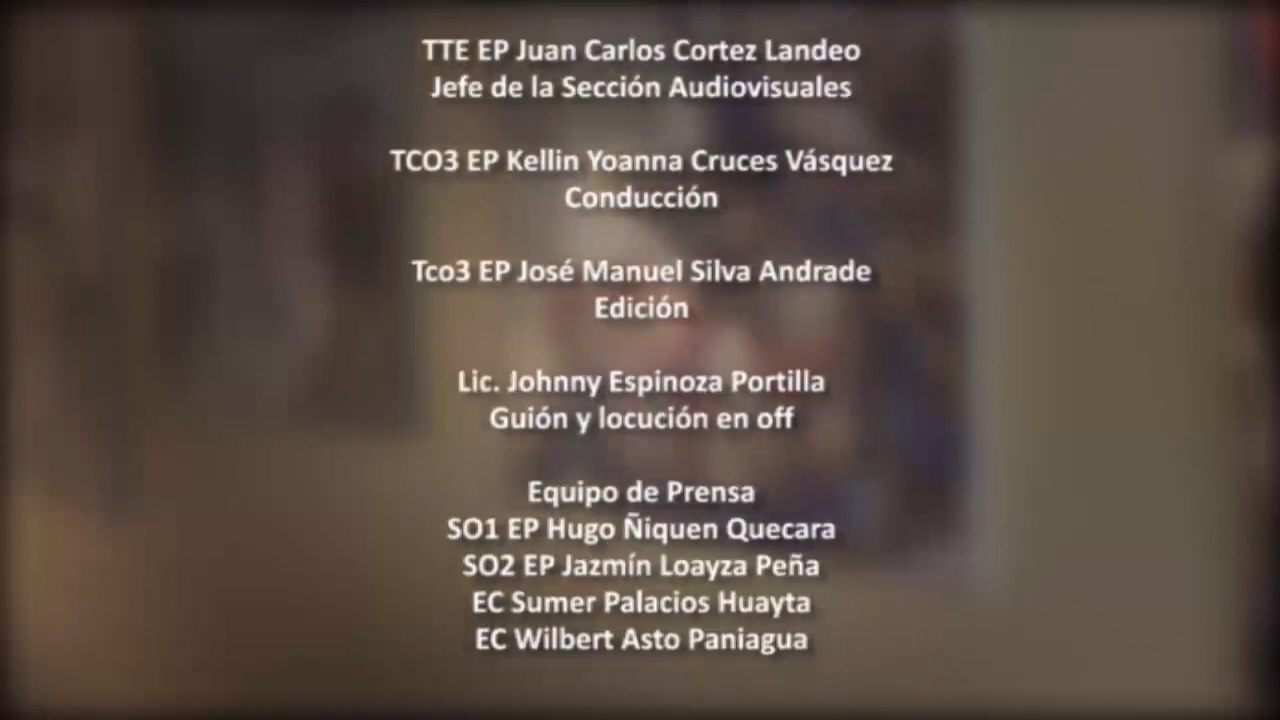 TTE EP Juan Carlos Cortez Landeo
Jefe de la Sección Audiovisuales
TCO3 EP Kellin Yoanna Cruces Vásquez
Conducción
Tco3 EP José Manuel Silva Andrade
Edición
Lic. Johnny Espinoza Portilla
Guión y locución en off
Equipo de Prensa
SO1 EP Hugo Ñiquen Quecara
SO2 EP Jazmín Loayza Peña
EC Sumer Palacios Huayta
EC Wilbert Asto Paniagua